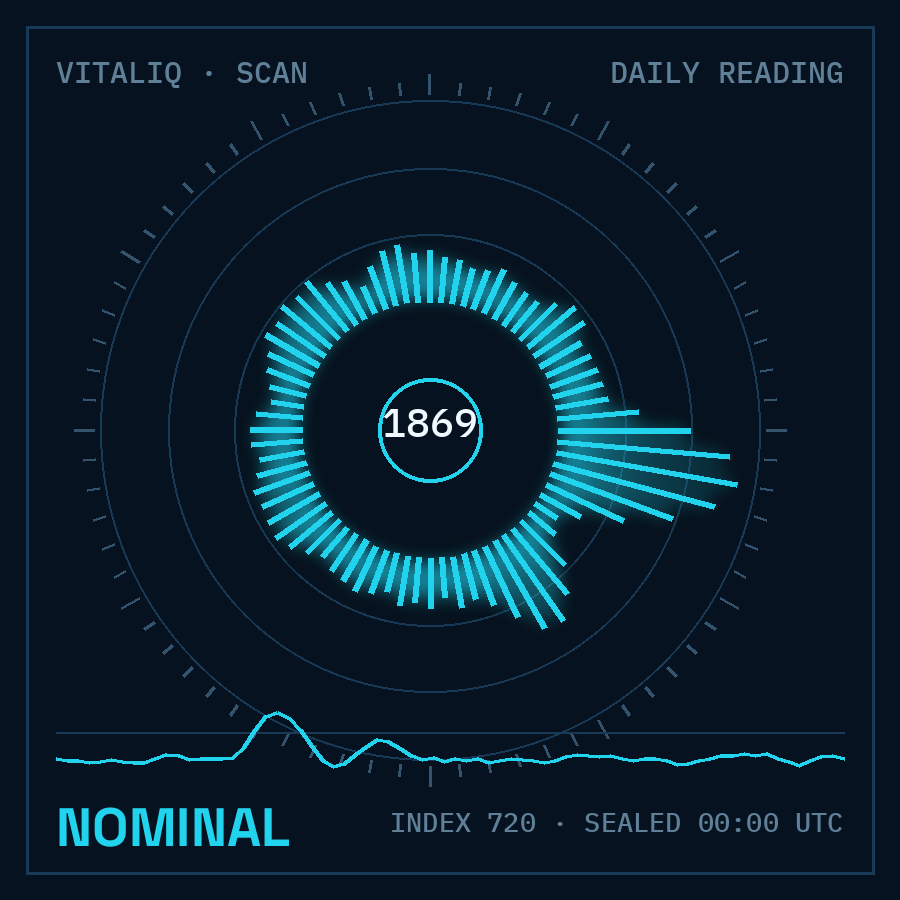 VITALIQ · SCAN
DAILY READING
1869
NOMINAL
INDEX 720 · SEALED 00:00 UTC